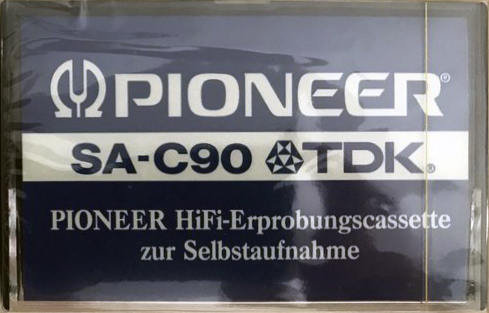 PIONEER®
SA-C90 TDK®
PIONEER HiFi-Erprobungscassette
zur Selbstaufnahme